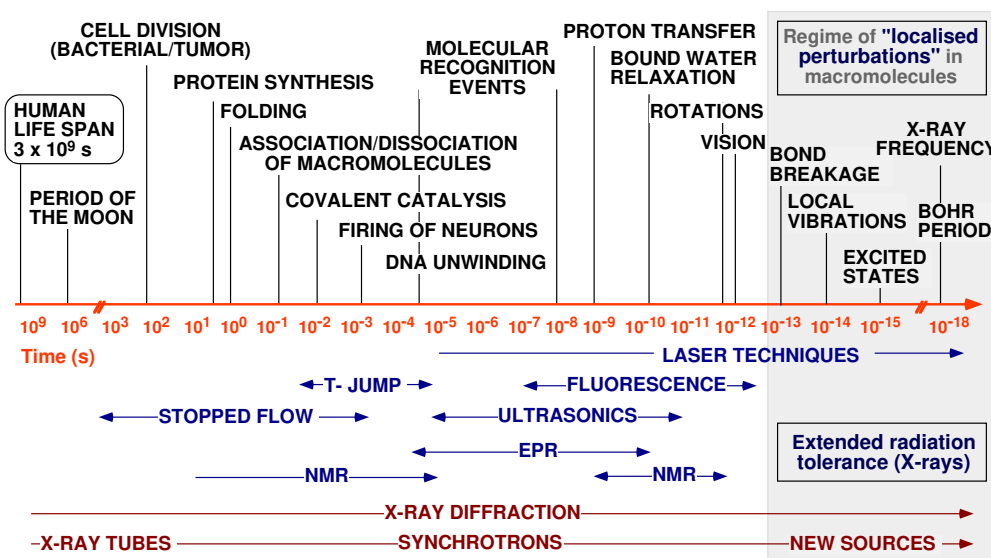 CELL DIVISION
(BACTERIAL/TUMOR)
PROTEIN SYNTHESIS
FOLDING
HUMAN
LIFE SPAN
3 x 10⁹ s
PERIOD OF
THE MOON
ASSOCIATION/DISSOCIATION
OF MACROMOLECULES
COVALENT CATALYSIS
FIRING OF NEURONS
DNA UNWINDING
MOLECULAR
RECOGNITION
EVENTS
PROTON TRANSFER
BOUND WATER
RELAXATION
ROTATIONS
VISION
Regime of "localised
perturbations" in
macromolecules
BOND
BREAKAGE
LOCAL
VIBRATIONS
EXCITED
STATES
X-RAY
FREQUENCY
BOHR
PERIOD
10⁹ 10⁶ 10³ 10² 10¹ 10⁰ 10⁻¹ 10⁻² 10⁻³ 10⁻⁴ 10⁻⁵ 10⁻⁶ 10⁻⁷ 10⁻⁸ 10⁻⁹ 10⁻¹⁰ 10⁻¹¹ 10⁻¹² 10⁻¹³ 10⁻¹⁴ 10⁻¹⁵ 10⁻¹⁸
Time (s)
LASER TECHNIQUES
T- JUMP
FLUORESCENCE
STOPPED FLOW
ULTRASONICS
EPR
NMR
NMR
Extended radiation
tolerance (X-rays)
X-RAY DIFFRACTION
X-RAY TUBES
SYNCHROTRONS
NEW SOURCES